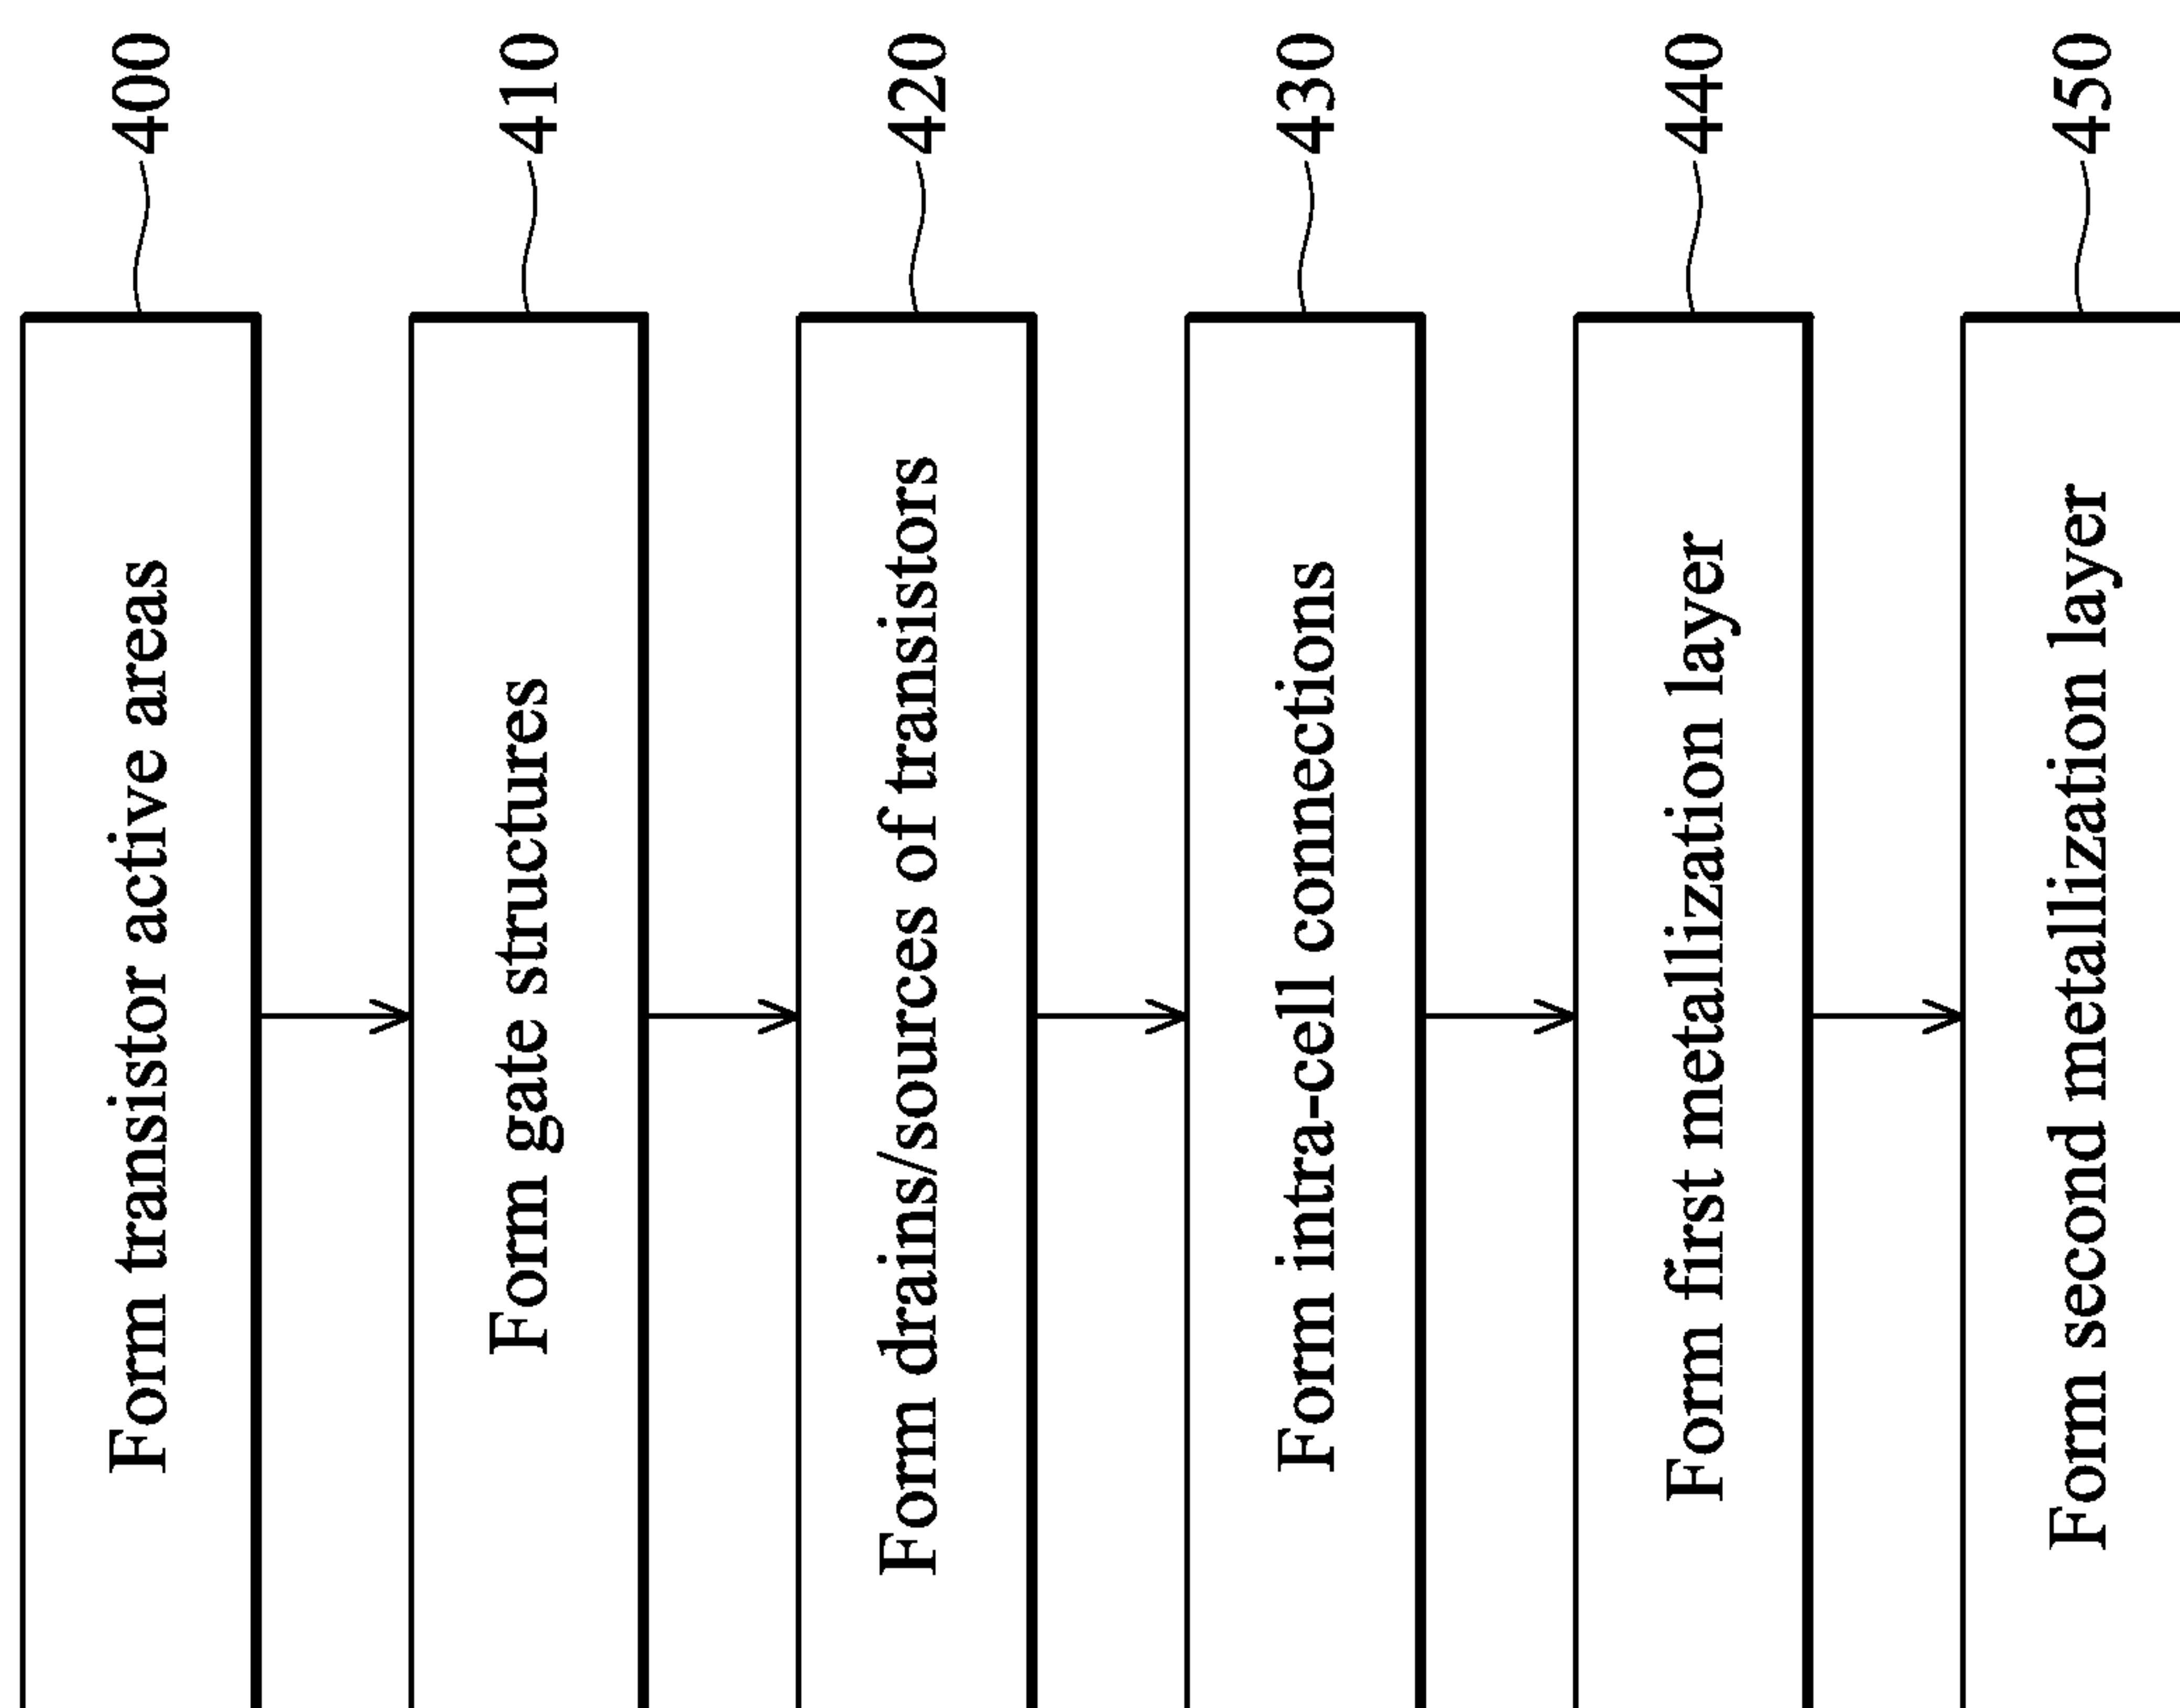 Form transistor active areas
400
Form gate structures
410
Form drains/sources of transistors
420
Form intra-cell connections
430
Form first metallization layer
440
Form second metallization layer
450